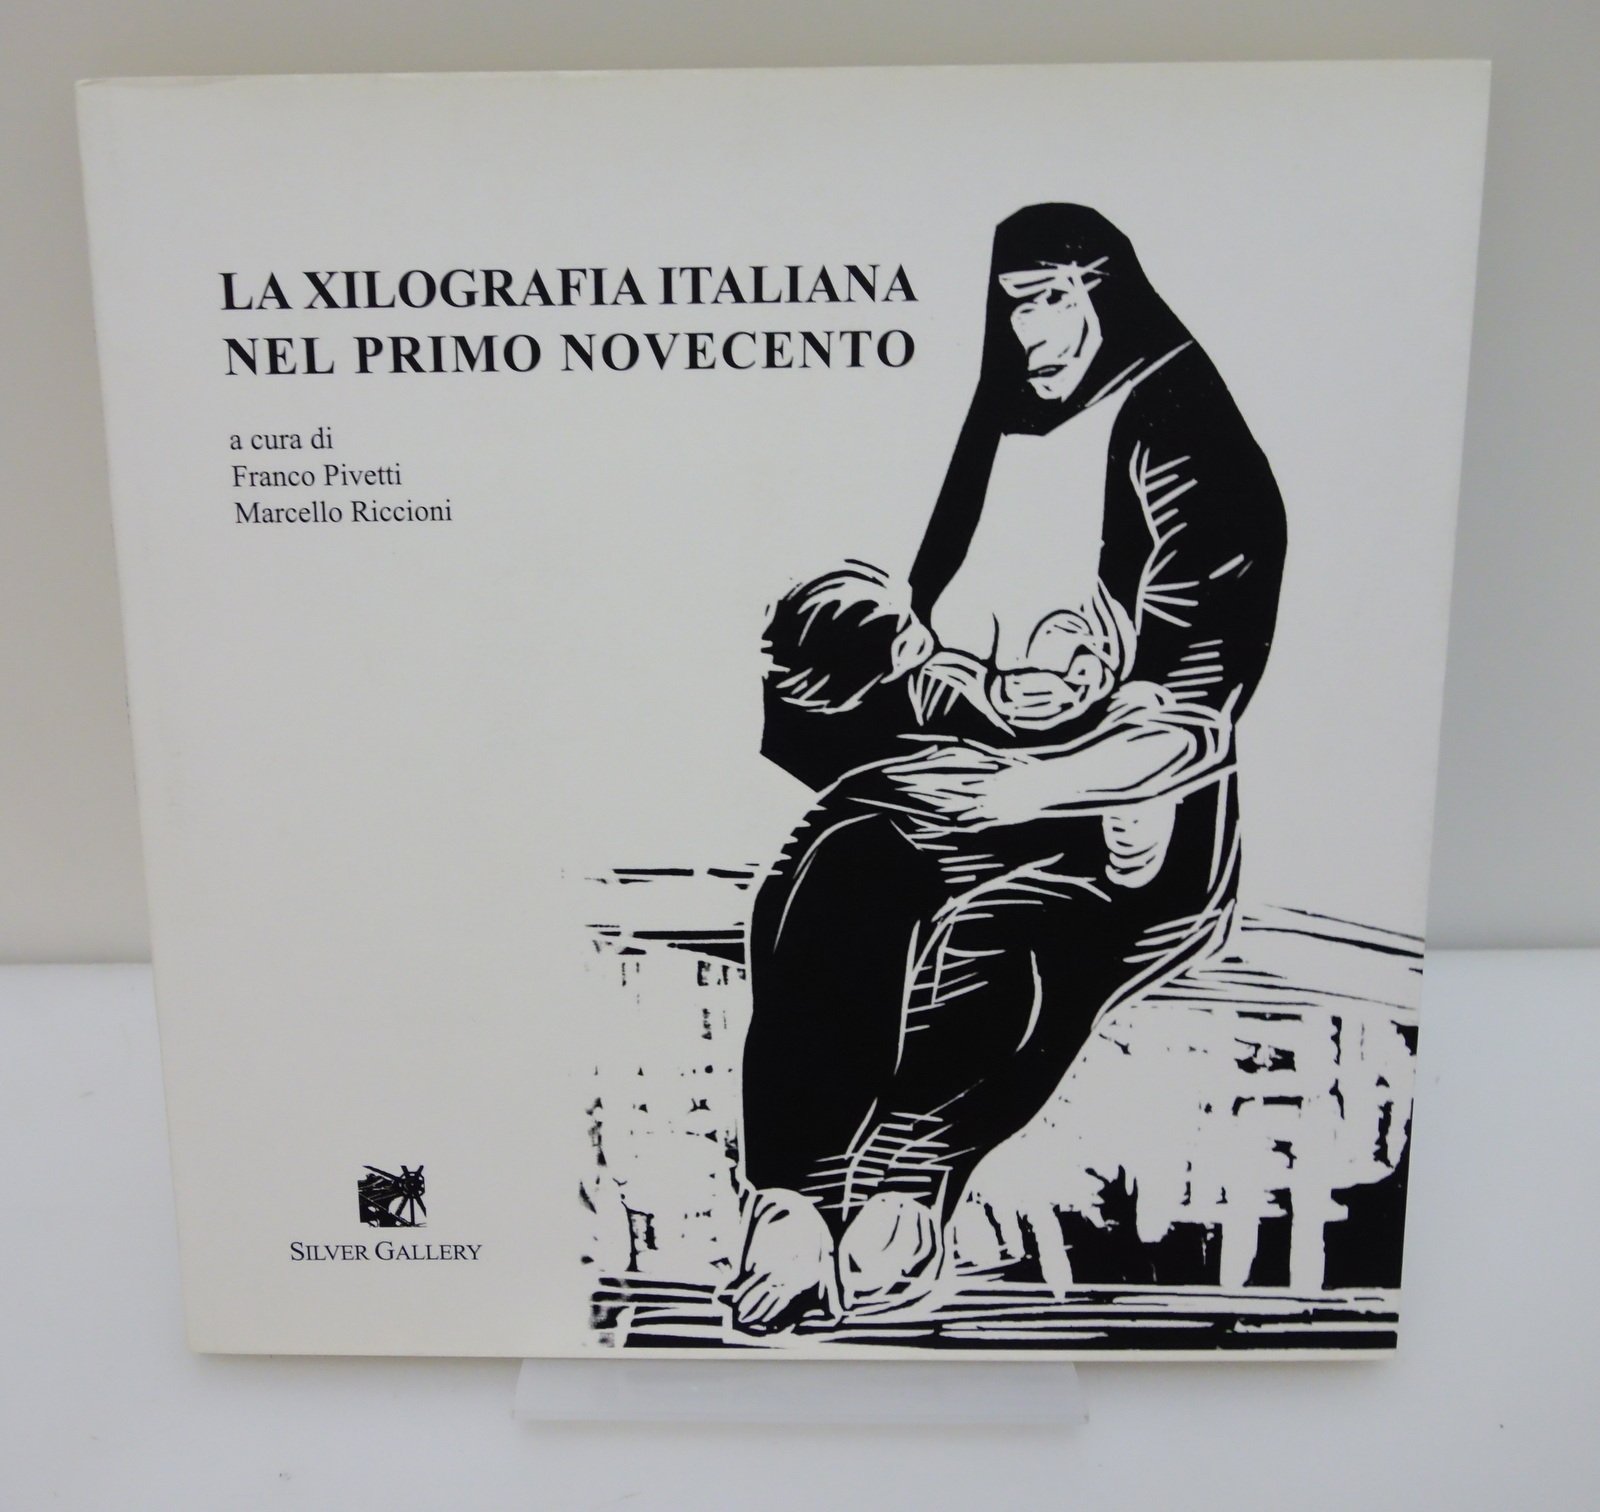 LA XILOGRAFIA ITALIANA
NEL PRIMO NOVECENTO
a cura di
Franco Pivetti
Marcello Riccioni
SILVER GALLERY